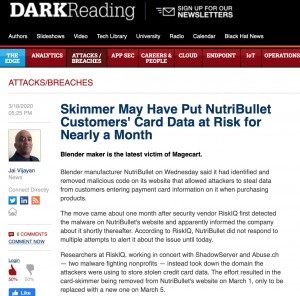 DARKReading
SIGN UP FOR OUR
NEWSLETTERS
Authors Slideshows Video Tech Library University Radio Calendar Black Hat News
THE EDGE ANALYTICS ATTACKS / BREACHES APP SEC CAREERS & PEOPLE CLOUD ENDPOINT IoT OPERATIONS
ATTACKS/BREACHES
3/18/2020
05:25 PM
Jai Vijayan
News
Connect Directly
0 COMMENTS
COMMENT NOW
Login
50% 50%
Skimmer May Have Put NutriBullet
Customers' Card Data at Risk for
Nearly a Month
Blender maker is the latest victim of Magecart.
Blender manufacturer NutriBullet on Wednesday said it had identified and
removed malicious code on its website that allowed attackers to steal data
from customers entering payment card information on it when purchasing
products.
The move came about one month after security vendor RiskIQ first detected
the malware on NutriBullet's website and apparently informed the company
about it shortly thereafter. According to RiskIQ, NutriBullet did not respond to
multiple attempts to alert it about the issue until today.
Researchers at RiskIQ, working in concert with ShadowServer and Abuse.ch
— two malware fighting nonprofits — instead took down the domain the
attackers were using to store stolen credit card data. The effort resulted in the
card-skimmer being removed from NutriBullet's website on March 1, only to be
replaced with a new one on March 5.